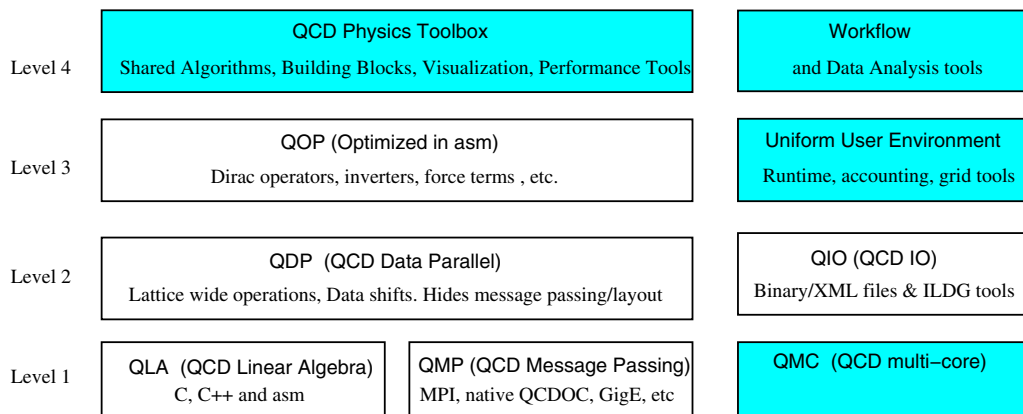 QCD Physics Toolbox
Workflow
Level 4
Shared Algorithms, Building Blocks, Visualization, Performance Tools
and Data Analysis tools
QOP (Optimized in asm)
Uniform User Environment
Level 3
Dirac operators, inverters, force terms , etc.
Runtime, accounting, grid tools
QDP (QCD Data Parallel)
QIO (QCD IO)
Level 2
Lattice wide operations, Data shifts. Hides message passing/layout
Binary/XML files & ILDG tools
QLA (QCD Linear Algebra)
QMP (QCD Message Passing)
QMC (QCD multi−core)
Level 1
C, C++ and asm
MPI, native QCDOC, GigE, etc